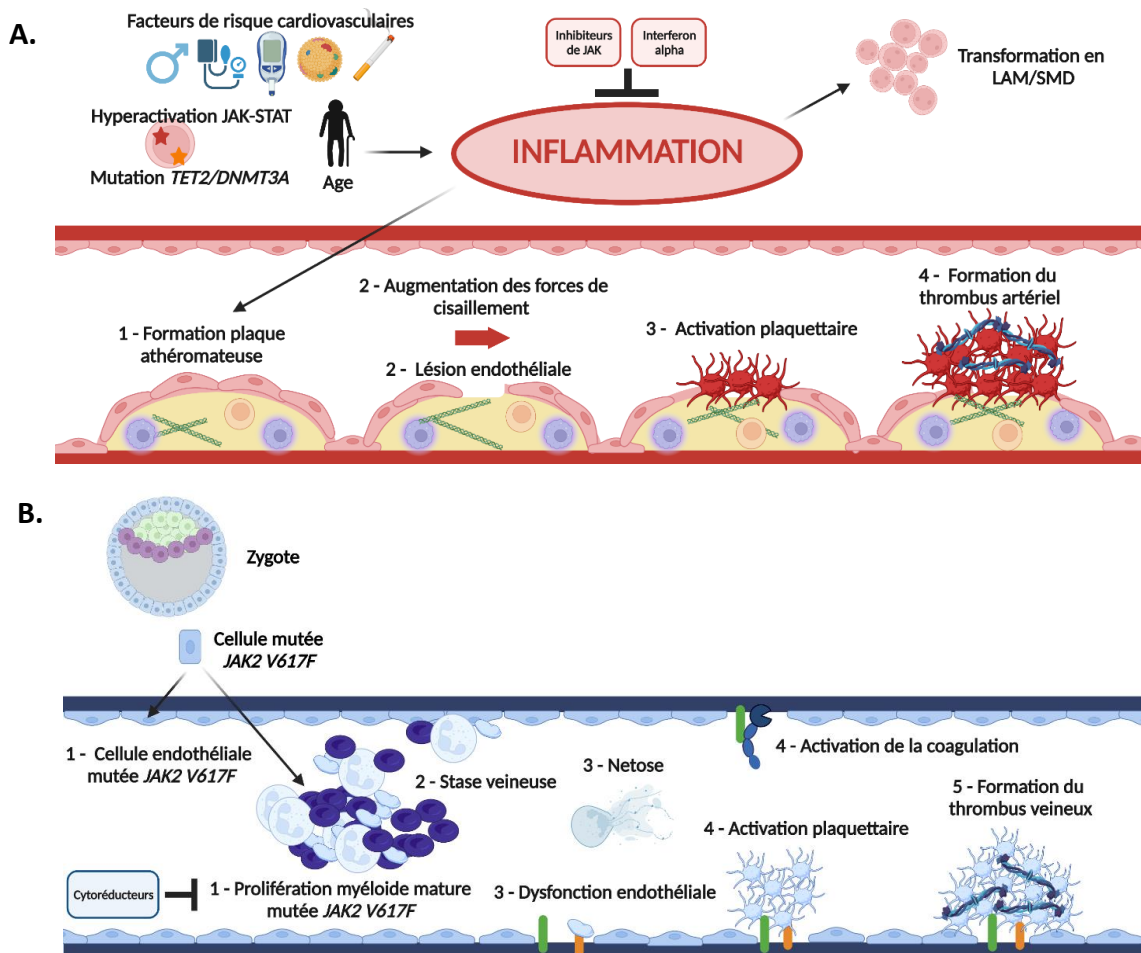 A.
Facteurs de risque cardiovasculaires
Hyperactivation JAK-STAT
Mutation TET2/DNMT3A
Age
Inhibiteurs
de JAK
Interferon
alpha
INFLAMMATION
Transformation en
LAM/SMD
1 - Formation plaque
athéromateuse
2 - Augmentation des forces de
cisaillement
2 - Lésion endothéliale
3 - Activation plaquettaire
4 - Formation du
thrombus artériel
B.
Zygote
Cellule mutée
JAK2 V617F
1 - Cellule endothéliale
mutée JAK2 V617F
2 - Stase veineuse
3 - Netose
4 - Activation de la coagulation
Cytoréducteurs
1 - Prolifération myéloide mature
mutée JAK2 V617F
3 - Dysfonction endothéliale
4 - Activation plaquettaire
5 - Formation du
thrombus veineux